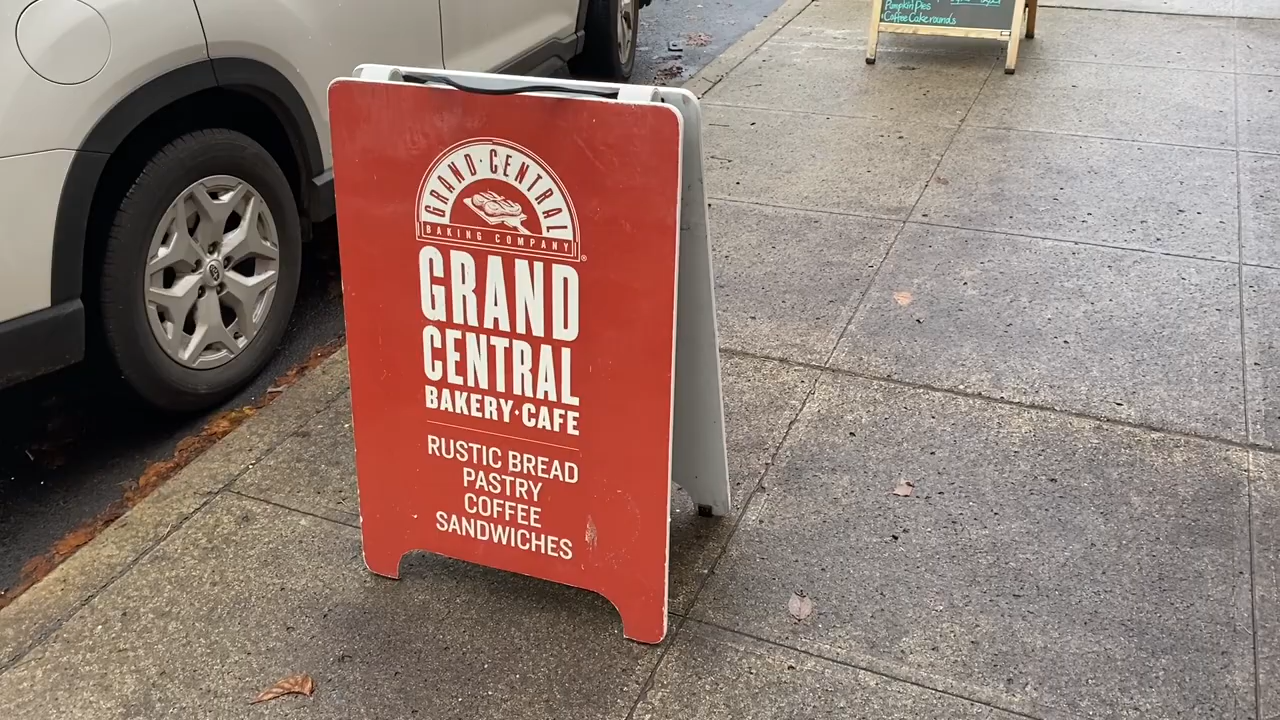 Pumpkin Pies
Coffee Cake rounds
GRAND·CENTRAL
BAKING COMPANY
®
GRAND
CENTRAL
BAKERY·CAFE
RUSTIC BREAD
PASTRY
COFFEE
SANDWICHES